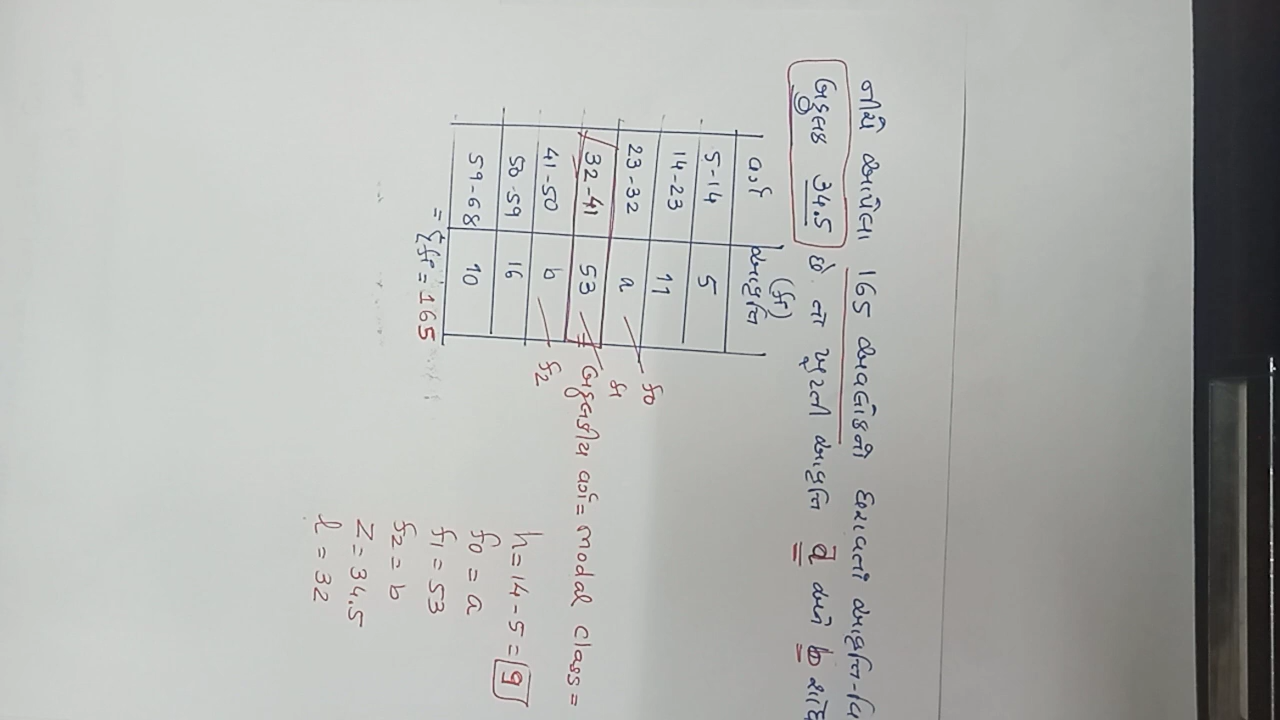 નીચે આપેલા 165 અવલોકનો ધરાવતા આવૃત્તિ-વિ
બહુલક 34.5 છે. તો ખૂટતી આવૃત્તિ a અને b શોધ
વર્ગ આવૃત્તિ (fi)
5-14 5
14-23 11
23-32 a f0
32-41 53 f1 બહુલકીય વર્ગ = modal class =
41-50 b f2
50-59 16
59-68 10
= Σfi = 165
h = 14 - 5 = 9
f0 = a
f1 = 53
f2 = b
Z = 34.5
l = 32